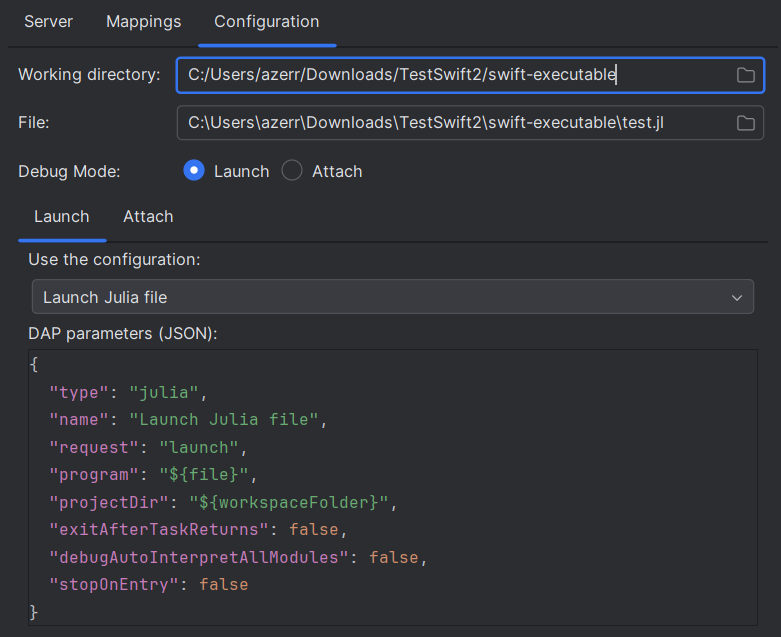 Server Mappings Configuration
Working directory: C:/Users/azerr/Downloads/TestSwift2/swift-executable
File: C:\Users\azerr\Downloads\TestSwift2\swift-executable\test.jl
Debug Mode: Launch Attach
Launch Attach
Use the configuration:
Launch Julia file
DAP parameters (JSON):
{
  "type": "julia",
  "name": "Launch Julia file",
  "request": "launch",
  "program": "${file}",
  "projectDir": "${workspaceFolder}",
  "exitAfterTaskReturns": false,
  "debugAutoInterpretAllModules": false,
  "stopOnEntry": false
}